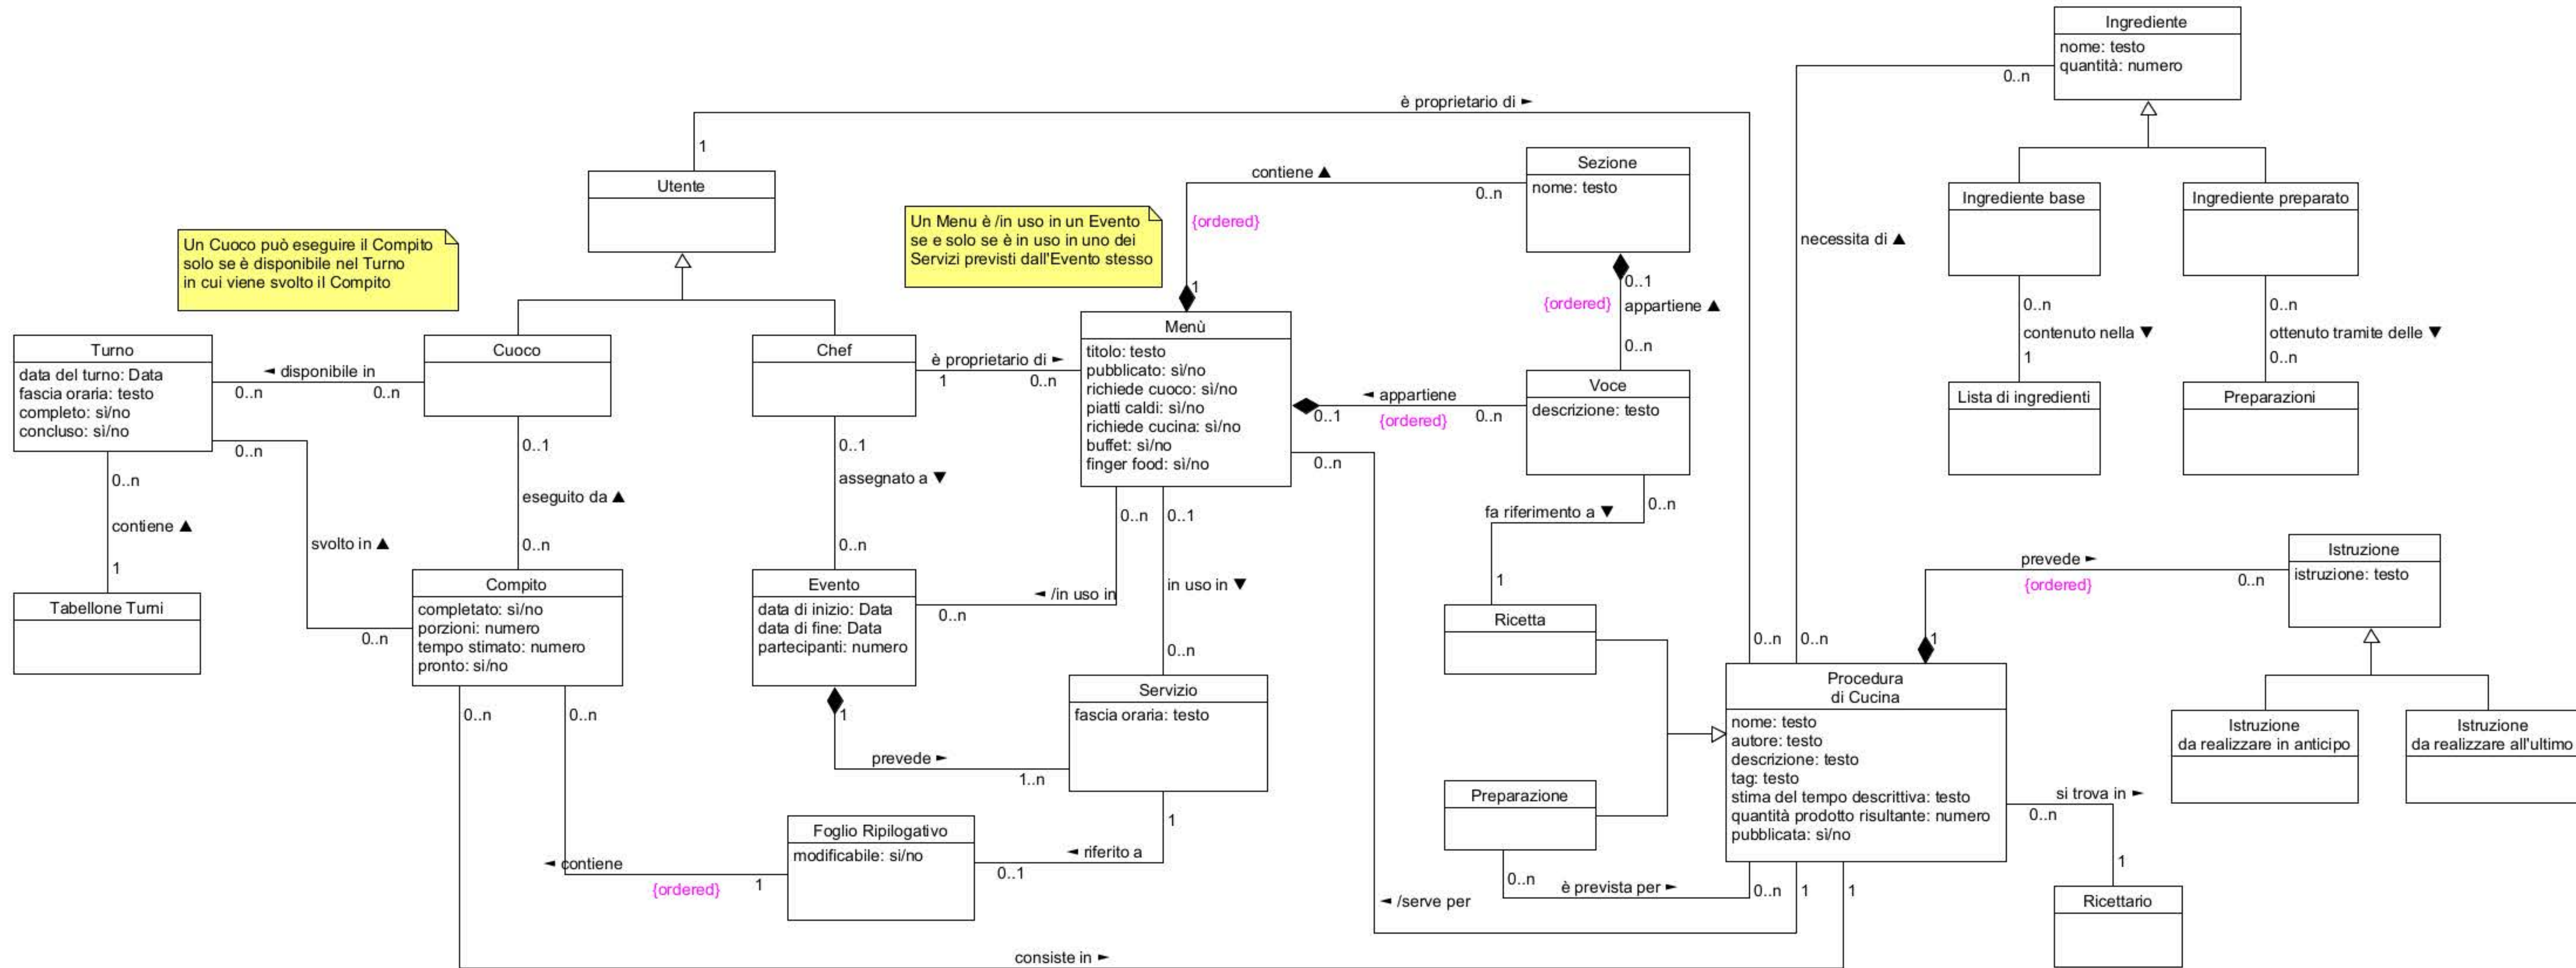 Ingrediente
nome: testo
quantità: numero
0..n
è proprietario di ►
1
Utente
contiene ▲
0..n
{ordered}
1
Sezione
nome: testo
Ingrediente base
Ingrediente preparato
Un Menu è /in uso in un Evento
se e solo se è in uso in uno dei
Servizi previsti dall'Evento stesso
Un Cuoco può eseguire il Compito
solo se è disponibile nel Turno
in cui viene svolto il Compito
necessita di ▲
0..1
{ordered}
appartiene ▲
0..n
0..n
contenuto nella ▼
1
0..n
ottenuto tramite delle ▼
0..n
Turno
data del turno: Data
fascia oraria: testo
completo: sì/no
concluso: sì/no
◄ disponibile in
0..n
0..n
Cuoco
Chef
è proprietario di ►
1
0..n
Menù
titolo: testo
pubblicato: sì/no
richiede cuoco: sì/no
piatti caldi: sì/no
richiede cucina: sì/no
buffet: sì/no
finger food: sì/no
◄ appartiene
0..1
{ordered}
0..n
Voce
descrizione: testo
Lista di ingredienti
Preparazioni
0..n
0..n
contiene ▲
1
svolto in ▲
0..n
0..1
eseguito da ▲
0..n
0..1
assegnato a ▼
0..n
0..n
0..n
0..1
in uso in ▼
0..n
◄ /in uso in
0..n
0..n
fa riferimento a ▼
1
Istruzione
istruzione: testo
prevede ►
{ordered}
0..n
1
Tabellone Turni
Compito
completato: sì/no
porzioni: numero
tempo stimato: numero
pronto: si/no
Evento
data di inizio: Data
data di fine: Data
partecipanti: numero
Ricetta
0..n
0..n
Servizio
fascia oraria: testo
Procedura
di Cucina
nome: testo
autore: testo
descrizione: testo
tag: testo
stima del tempo descrittiva: testo
quantità prodotto risultante: numero
pubblicata: sì/no
Istruzione
da realizzare in anticipo
Istruzione
da realizzare all'ultimo
0..n
0..n
1
prevede ►
1..n
Preparazione
si trova in ►
0..n
1
Foglio Ripilogativo
modificabile: si/no
1
◄ riferito a
0..1
◄ contiene
{ordered}
1
0..n
è prevista per ►
0..n
1
1
◄ /serve per
Ricettario
consiste in ►